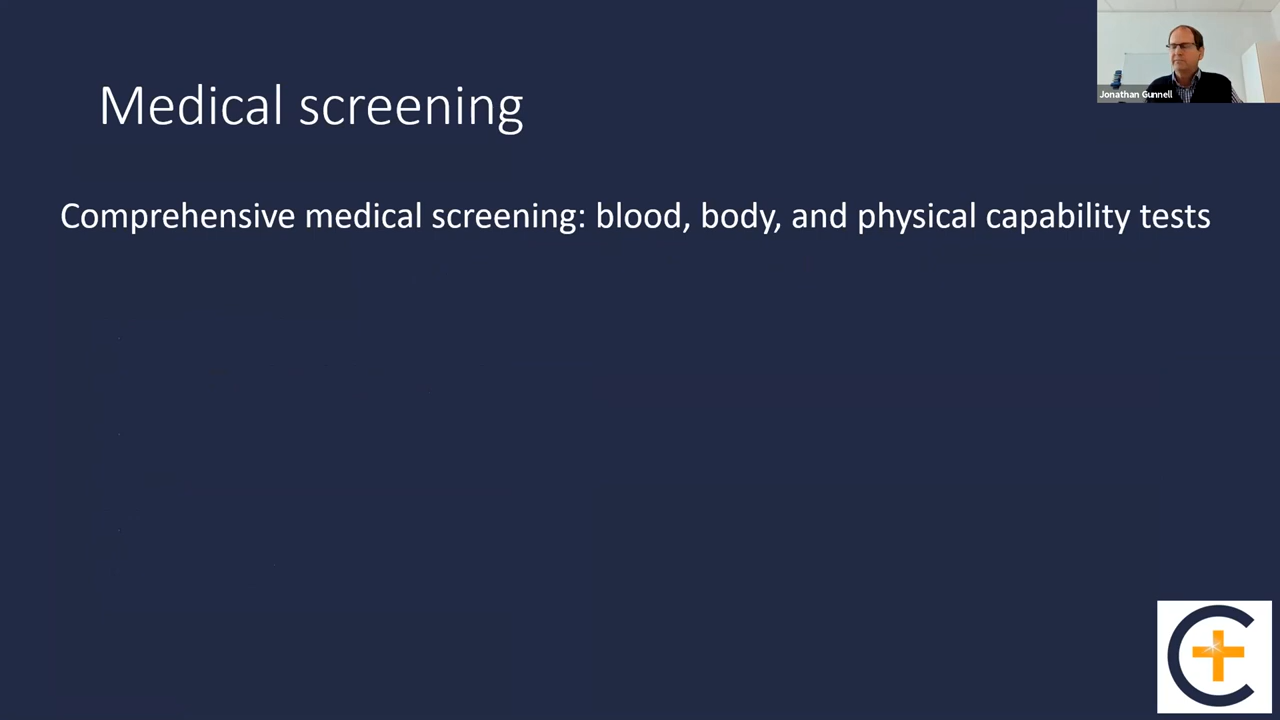 Jonathan Gunnell
Medical screening
Comprehensive medical screening: blood, body, and physical capability tests